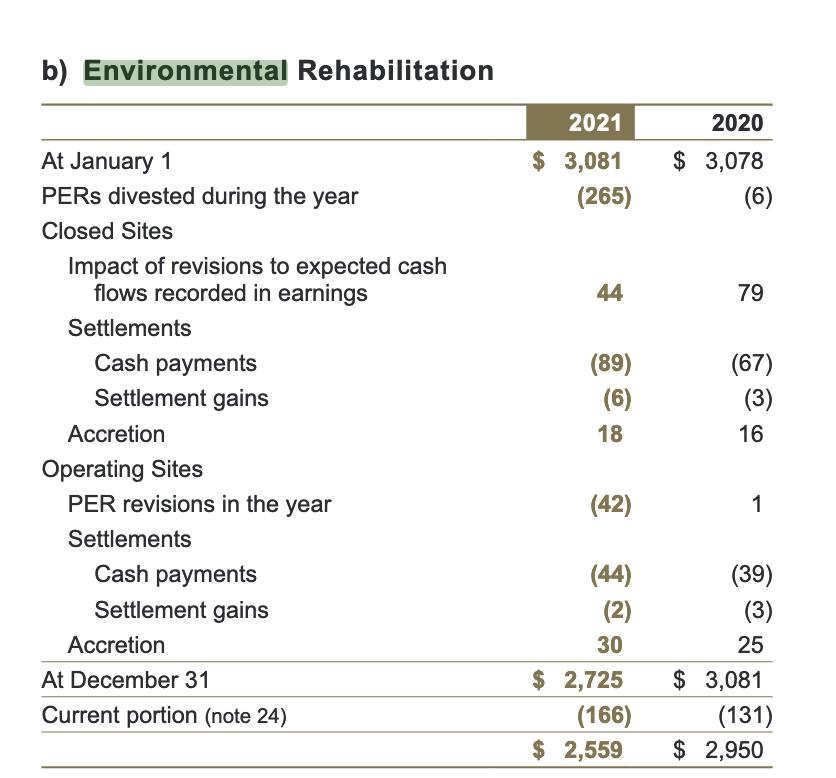 b) Environmental Rehabilitation
2021 2020
At January 1 $ 3,081 $ 3,078
PERs divested during the year (265) (6)
Closed Sites
Impact of revisions to expected cash
flows recorded in earnings 44 79
Settlements
Cash payments (89) (67)
Settlement gains (6) (3)
Accretion 18 16
Operating Sites
PER revisions in the year (42) 1
Settlements
Cash payments (44) (39)
Settlement gains (2) (3)
Accretion 30 25
At December 31 $ 2,725 $ 3,081
Current portion (note 24) (166) (131)
$ 2,559 $ 2,950